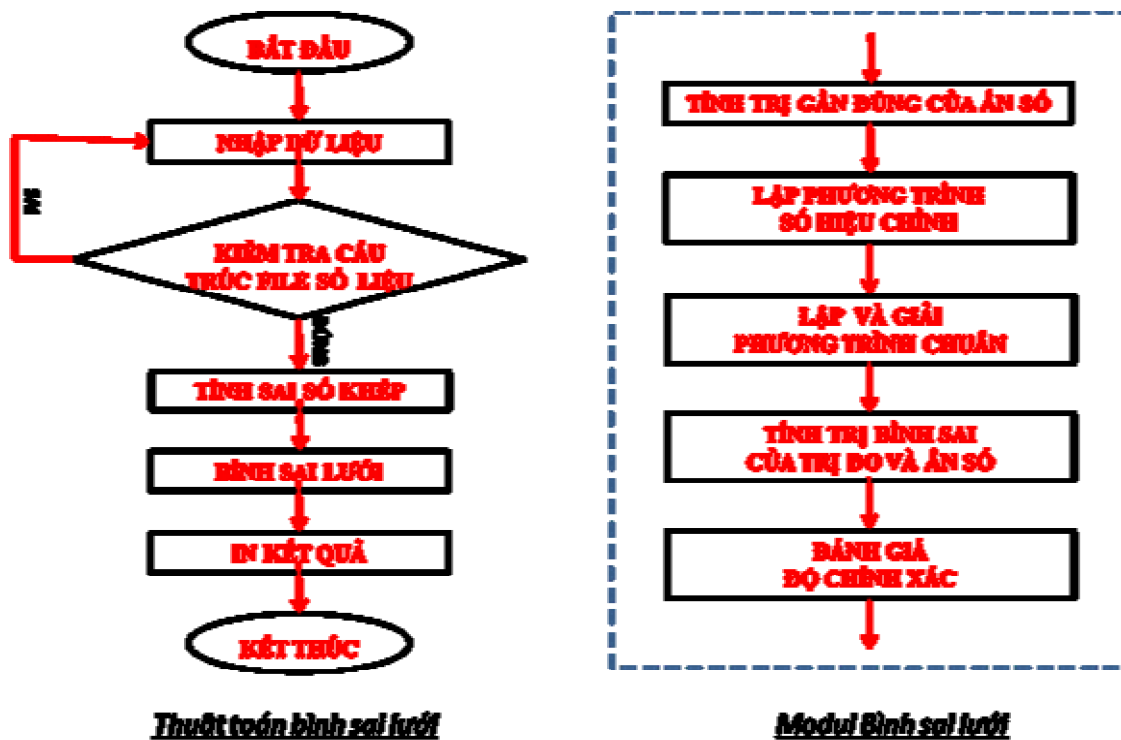 BẮT ĐẦU
NHẬP DỮ LIỆU
SAI
KIỂM TRA CẤU
TRÚC FILE SỐ LIỆU
ĐÚNG
TÍNH SAI SỐ KHÉP
BÌNH SAI LƯỚI
IN KẾT QUẢ
KẾT THÚC
Thuật toán bình sai lưới
TÍNH TRỊ GẦN ĐÚNG CỦA ẨN SỐ
LẬP PHƯƠNG TRÌNH
SỐ HIỆU CHỈNH
LẬP VÀ GIẢI
PHƯƠNG TRÌNH CHUẨN
TÍNH TRỊ BÌNH SAI
CỦA TRỊ ĐO VÀ ẨN SỐ
ĐÁNH GIÁ
ĐỘ CHÍNH XÁC
Modul Bình sai lưới